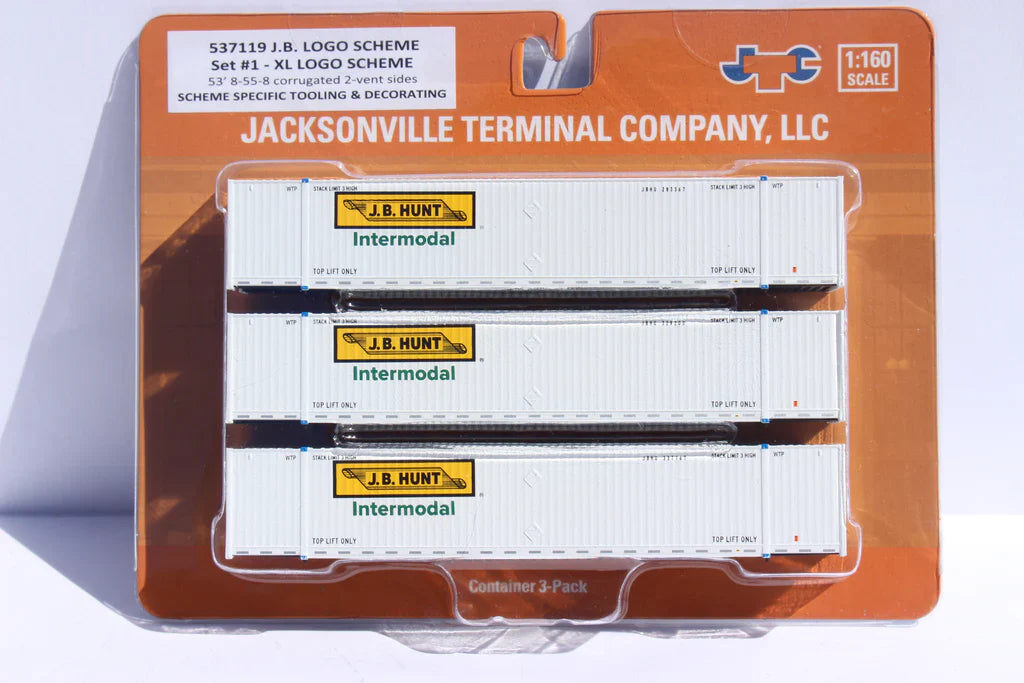 537119 J.B. LOGO SCHEME
Set #1 - XL LOGO SCHEME
53' 8-55-8 corrugated 2-vent sides
SCHEME SPECIFIC TOOLING & DECORATING
JTC
1:160
SCALE
JACKSONVILLE TERMINAL COMPANY, LLC
WTP STACK LIMIT 3 HIGH JBHU STACK LIMIT 3 HIGH WTP
J.B. HUNT
Intermodal
TOP LIFT ONLY TOP LIFT ONLY
WTP STACK LIMIT 3 HIGH JBHU STACK LIMIT 3 HIGH WTP
J.B. HUNT ®
Intermodal
TOP LIFT ONLY TOP LIFT ONLY
WTP STACK LIMIT 3 HIGH JBHU STACK LIMIT 3 HIGH WTP
J.B. HUNT ®
Intermodal
TOP LIFT ONLY TOP LIFT ONLY
Container 3-Pack